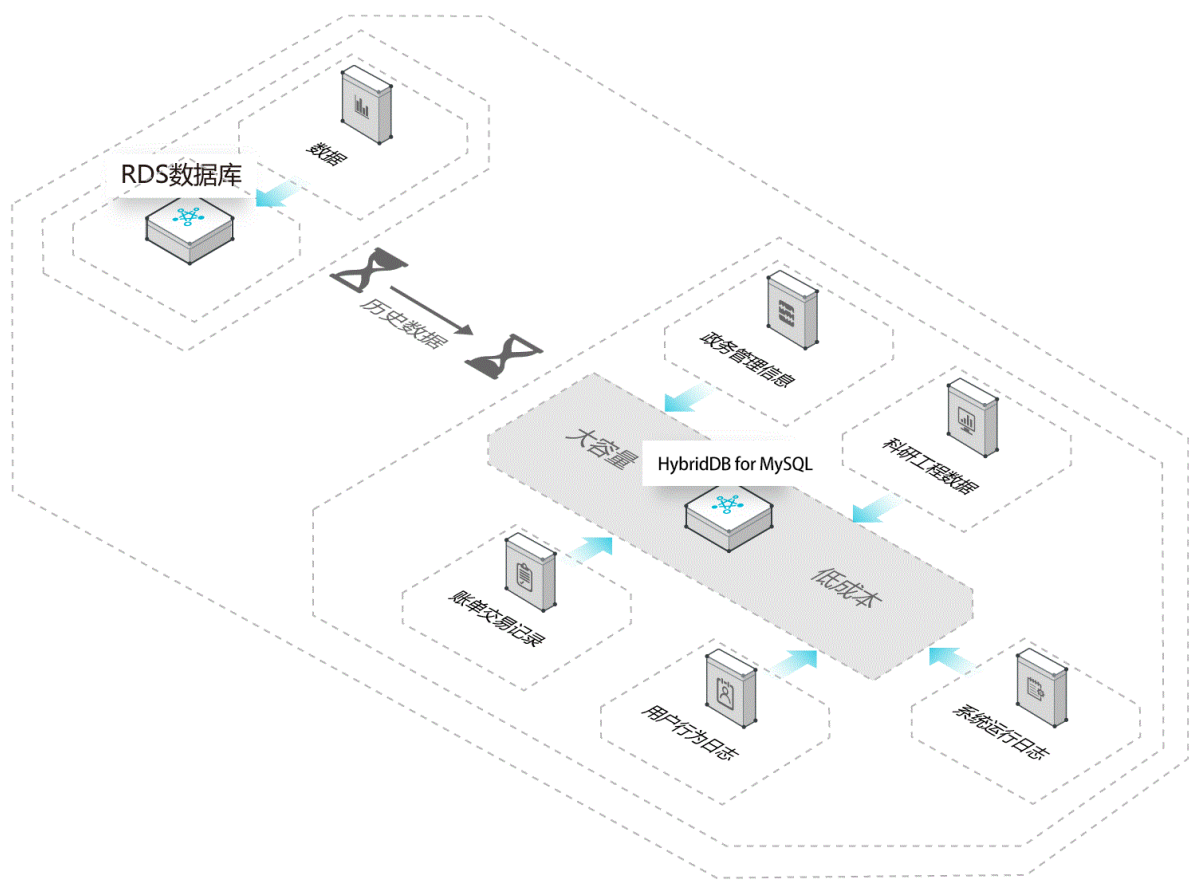 数据
RDS数据库
历史数据
政务管理信息
大容量
HybridDB for MySQL
科研工程数据
低成本
账单交易记录
用户行为日志
系统运行日志